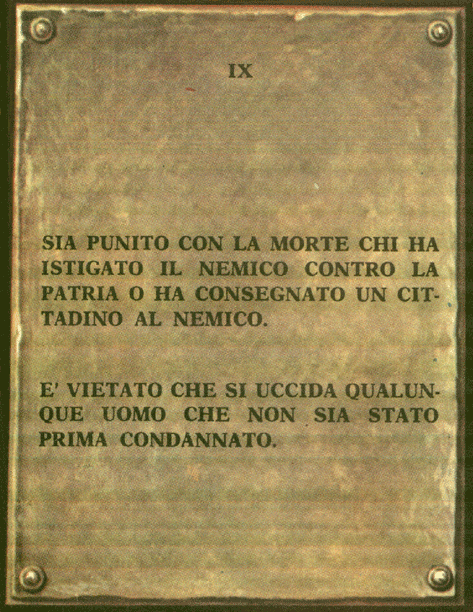 IX
SIA PUNITO CON LA MORTE CHI HA
ISTIGATO IL NEMICO CONTRO LA
PATRIA O HA CONSEGNATO UN CIT-
TADINO AL NEMICO.
E' VIETATO CHE SI UCCIDA QUALUN-
QUE UOMO CHE NON SIA STATO
PRIMA CONDANNATO.